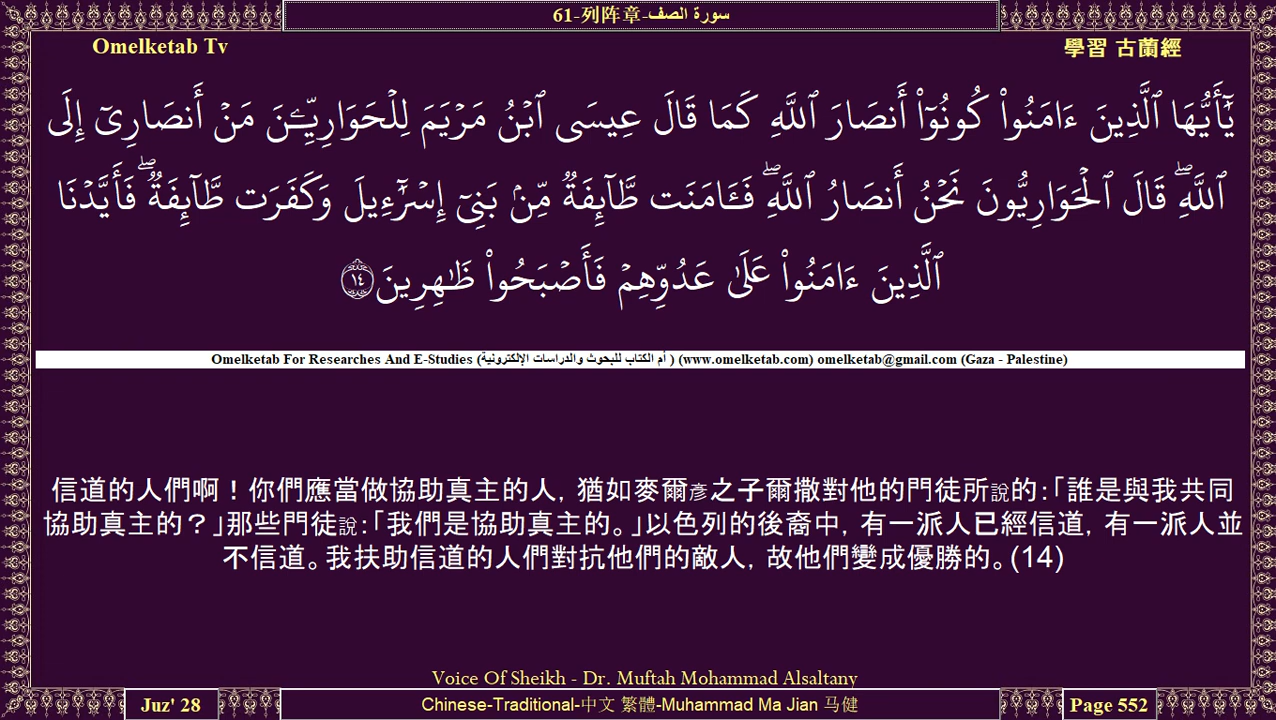 61-列阵章-سورة الصف
Omelketab Tv
學習 古蘭經
يَٰٓأَيُّهَا ٱلَّذِينَ ءَامَنُوا۟ كُونُوٓا۟ أَنصَارَ ٱللَّهِ كَمَا قَالَ عِيسَى ٱبْنُ مَرْيَمَ لِلْحَوَارِيِّـۧنَ مَنْ أَنصَارِىٓ إِلَى
ٱللَّهِ ۖ قَالَ ٱلْحَوَارِيُّونَ نَحْنُ أَنصَارُ ٱللَّهِ ۖ فَـَٔامَنَت طَّآئِفَةٌ مِّنۢ بَنِىٓ إِسْرَٰٓءِيلَ وَكَفَرَت طَّآئِفَةٌ ۖ فَأَيَّدْنَا
ٱلَّذِينَ ءَامَنُوا۟ عَلَىٰ عَدُوِّهِمْ فَأَصْبَحُوا۟ ظَٰهِرِينَ ١٤
Omelketab For Researches And E-Studies (أم الكتاب للبحوث والدراسات الإلكترونية ) (www.omelketab.com) omelketab@gmail.com (Gaza - Palestine)
信道的人們啊！你們應當做協助真主的人，猶如麥爾彥之子爾撒對他的門徒所說的：「誰是與我共同
協助真主的？」那些門徒說：「我們是協助真主的。」以色列的後裔中，有一派人已經信道，有一派人並
不信道。我扶助信道的人們對抗他們的敵人，故他們變成優勝的。(14)
Voice Of Sheikh - Dr. Muftah Mohammad Alsaltany
Juz' 28
Chinese-Traditional-中文 繁體-Muhammad Ma Jian 马健
Page 552